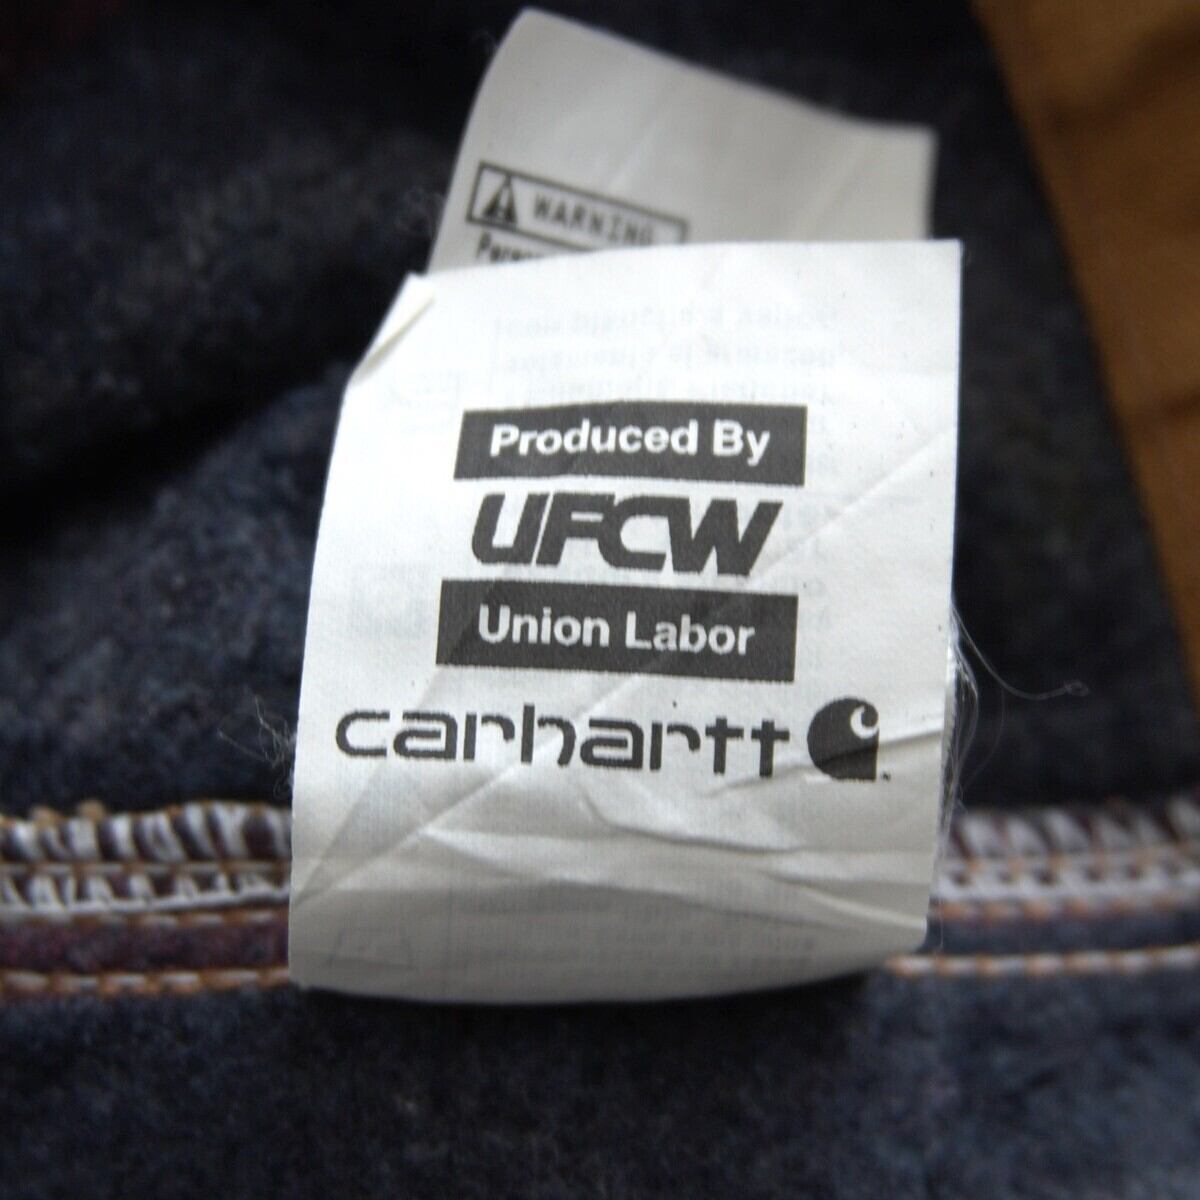 WARNING
Produced By
UFCW
Union Labor
carhartt